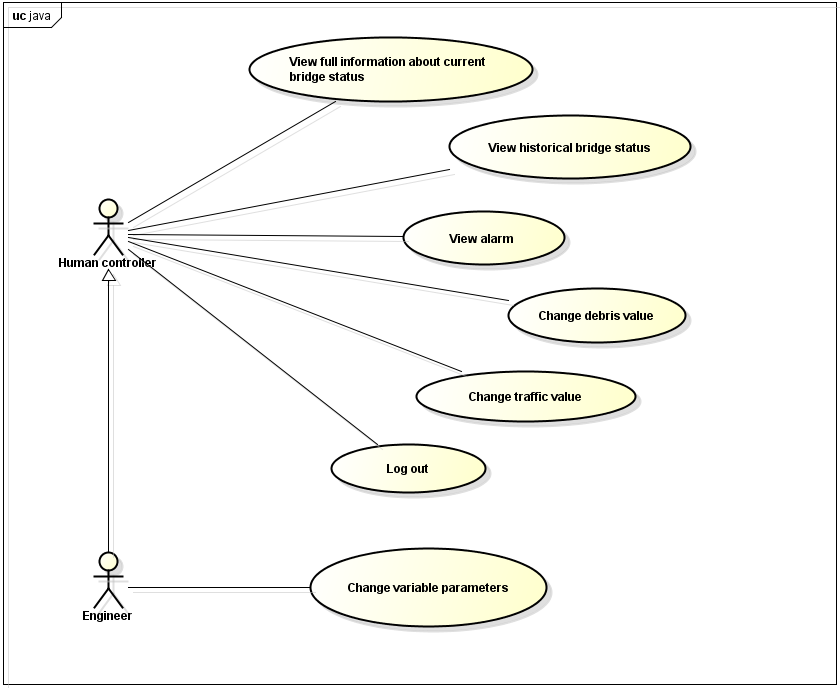 uc java
View full information about current
bridge status
View historical bridge status
View alarm
Human controller
Change debris value
Change traffic value
Log out
Change variable parameters
Engineer